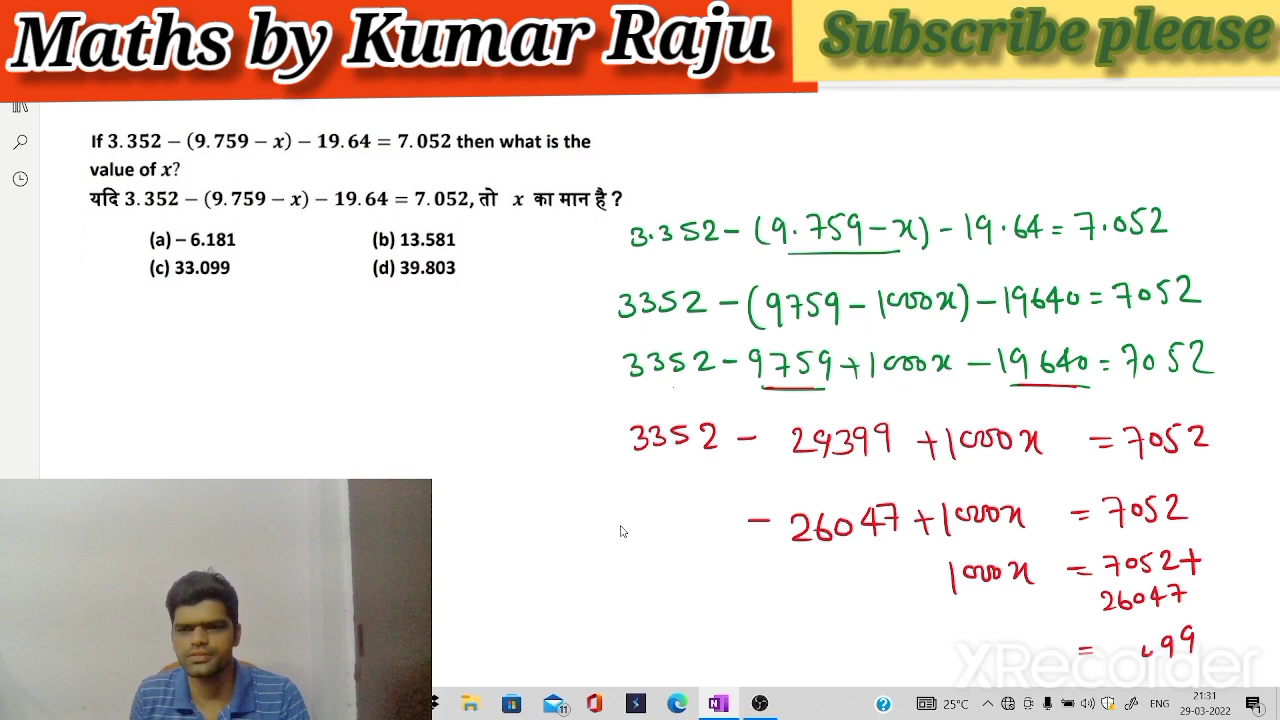 Maths by Kumar Raju
Subscribe please
If 3.352 − (9.759 − x) − 19.64 = 7.052 then what is the
value of x?
यदि 3.352 − (9.759 − x) − 19.64 = 7.052, तो x का मान है ?
(a) – 6.181 (b) 13.581
(c) 33.099 (d) 39.803
3.352 - (9.759 - x) - 19.64 = 7.052
3352 - (9759 - 1000x) - 19640 = 7052
3352 - 9759 + 1000x - 19640 = 7052
3352 - 29399 + 1000x = 7052
- 26047 + 1000x = 7052
1000x = 7052 +
26047
= 99
XRecorder
11
25°C
ENG
21:31
29-03-2022
1